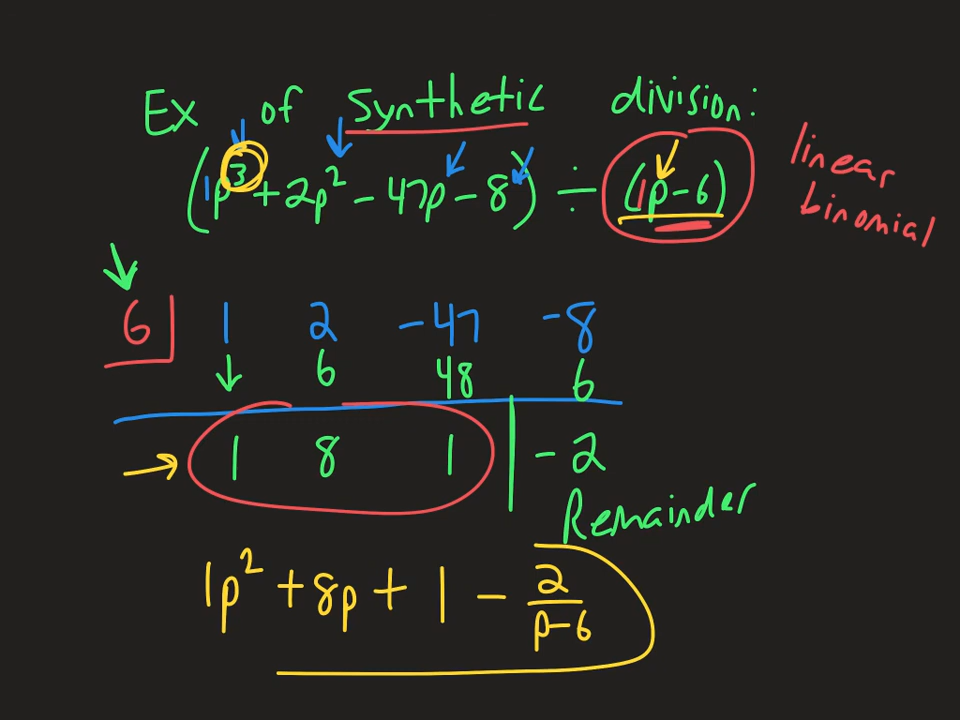 Ex of Synthetic division:
(1p³ + 2p² - 47p - 8) ÷ (1p - 6)
linear
binomial
6 1 2 -47 -8
6 48 6
1 8 1 -2
Remainder
1p² + 8p + 1 - 2/(p-6)